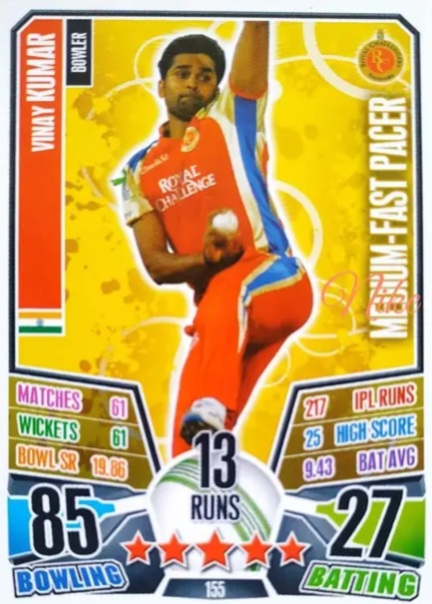 VINAY KUMAR
BOWLER
MEDIUM-FAST PACER
ROYAL
CHALLENGE
MATCHES 61
WICKETS 61
BOWL SR 19.86
217 IPL RUNS
25 HIGH SCORE
9.43 BAT AVG
13
RUNS
85
BOWLING
27
BATTING
155